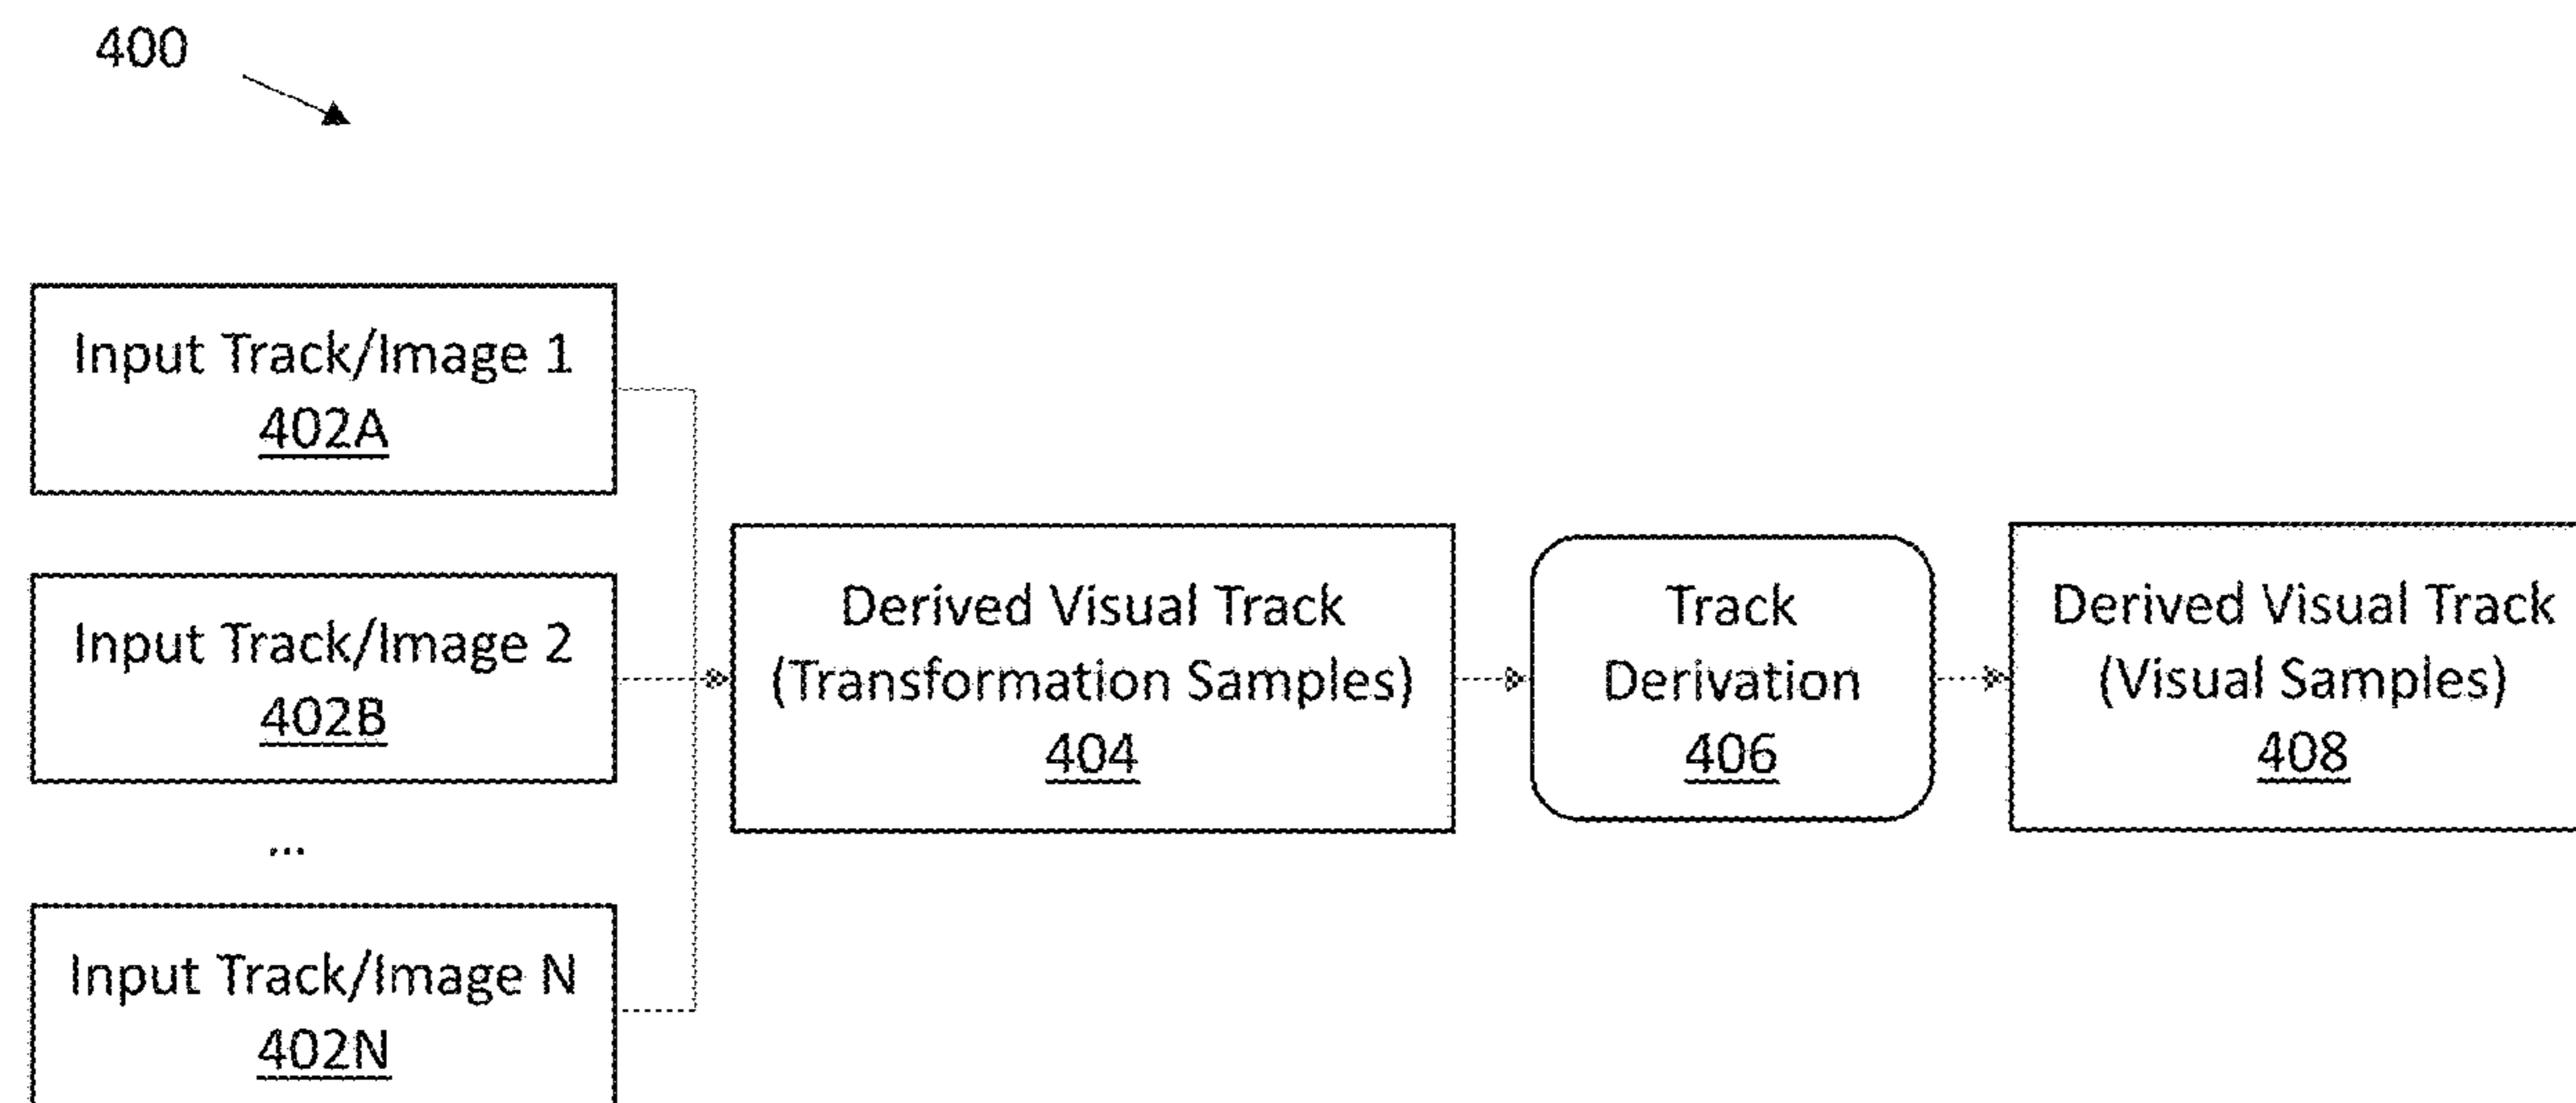 400
Input Track/Image 1
402A
Input Track/Image 2
402B
...
Input Track/Image N
402N
Derived Visual Track
(Transformation Samples)
404
Track
Derivation
406
Derived Visual Track
(Visual Samples)
408